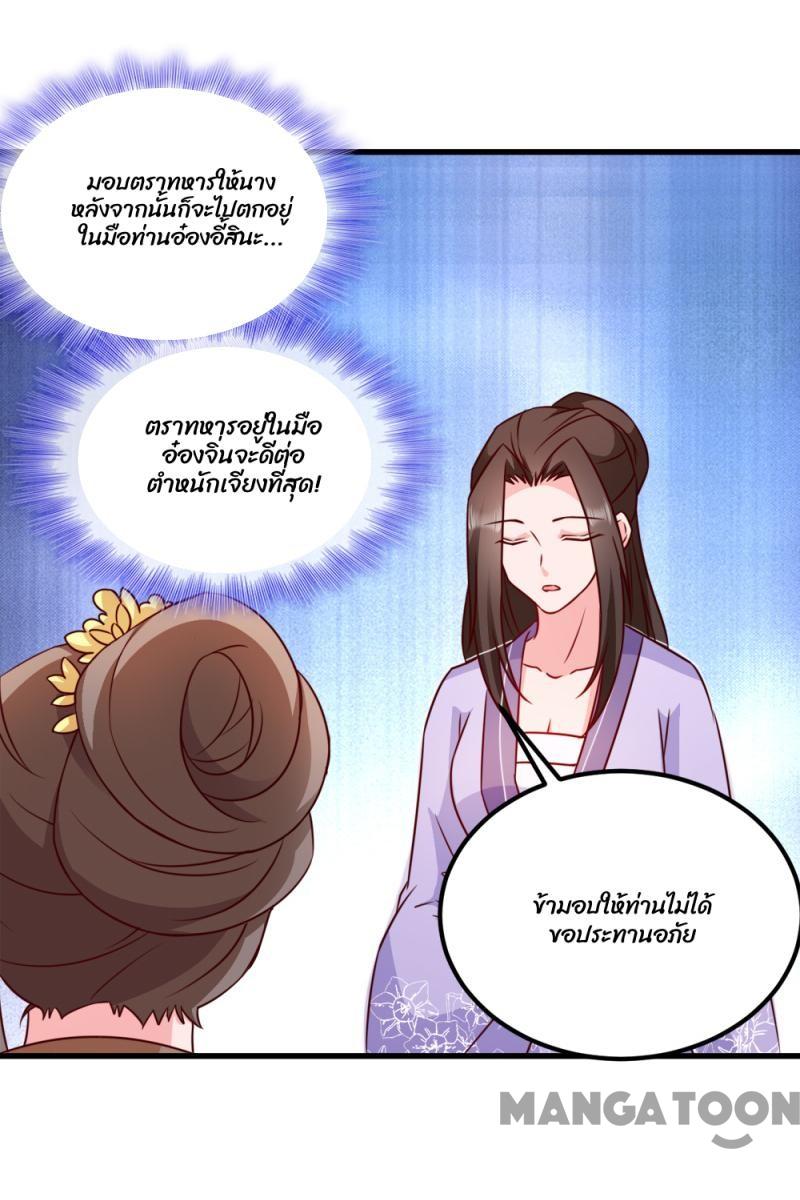 มอบตราทหารให้นาง
หลังจากนั้นก็จะไปตกอยู่
ในมือท่านอ๋องอี้สินะ...
ตราทหารอยู่ในมือ
อ๋องจิ่นจะดีต่อ
ตำหนักเจียงที่สุด!
ข้ามอบให้ท่านไม่ได้
ขอประทานอภัย
MANGATOON